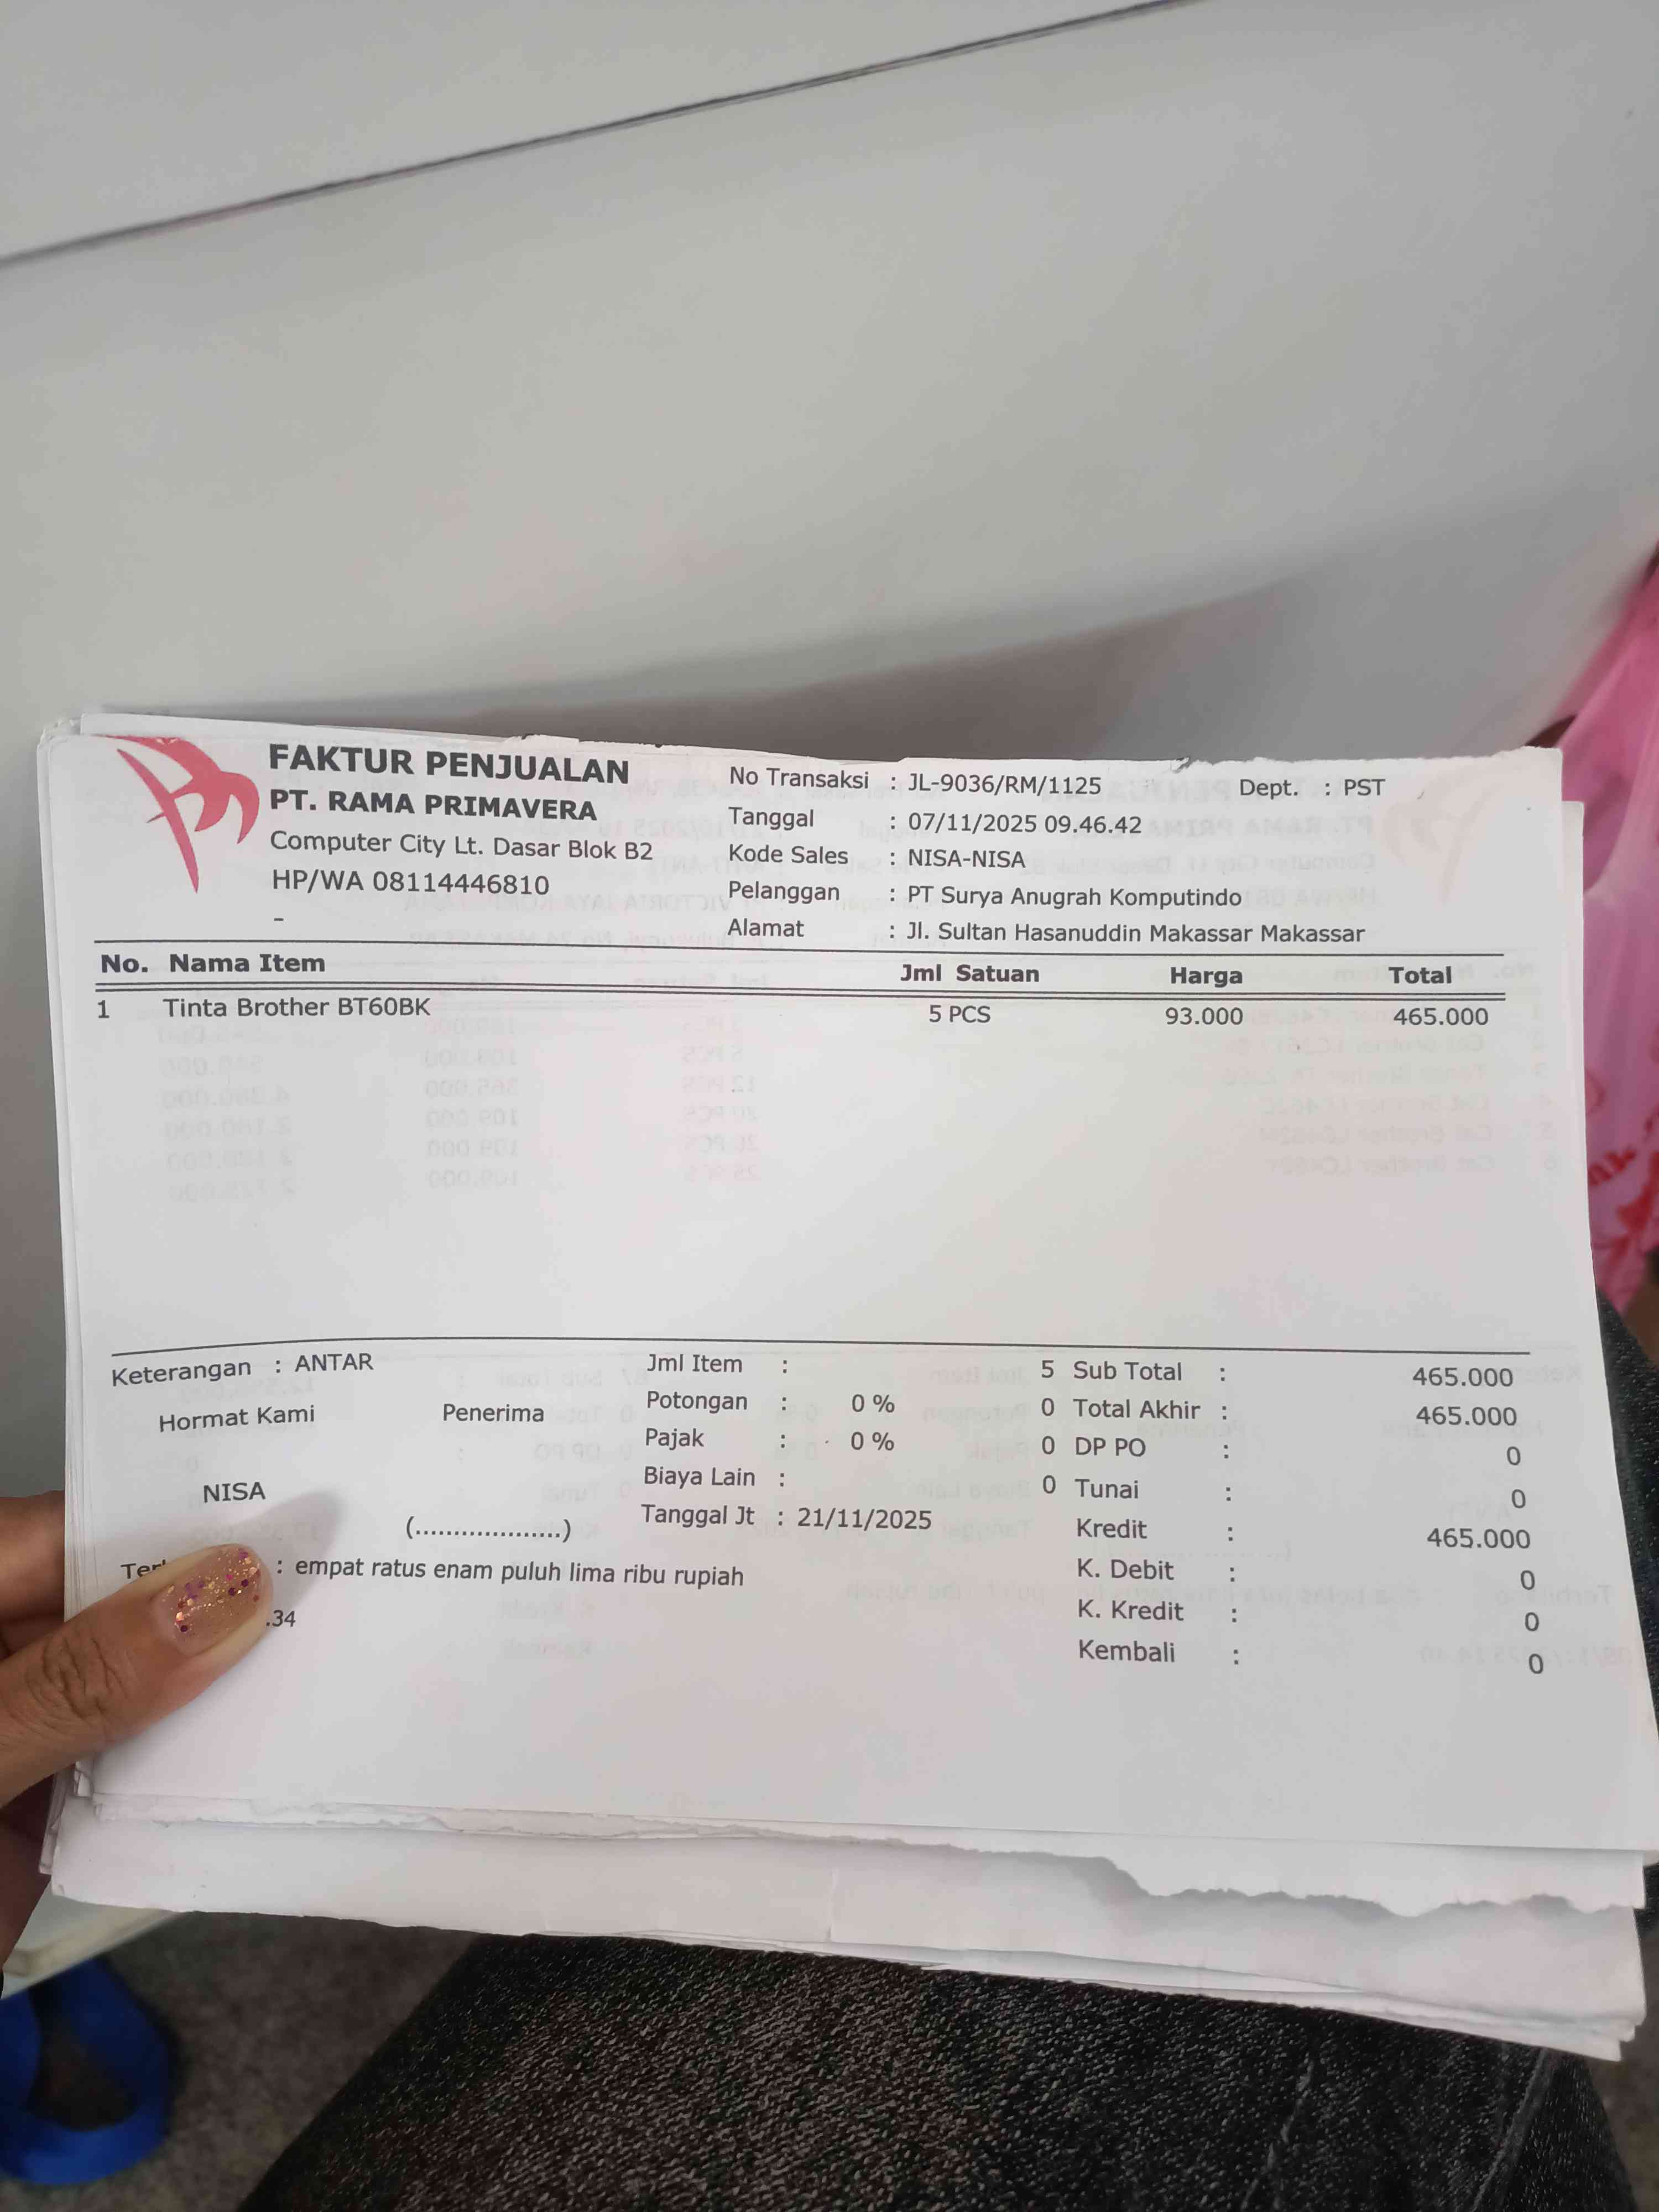 FAKTUR PENJUALAN
PT. RAMA PRIMAVERA
Computer City Lt. Dasar Blok B2
HP/WA 08114446810
-
No Transaksi : JL-9036/RM/1125 Dept. : PST
Tanggal : 07/11/2025 09.46.42
Kode Sales : NISA-NISA
Pelanggan : PT Surya Anugrah Komputindo
Alamat : Jl. Sultan Hasanuddin Makassar Makassar
No. Nama Item Jml Satuan Harga Total
1 Tinta Brother BT60BK 5 PCS 93.000 465.000
Keterangan : ANTAR
Hormat Kami Penerima
NISA
(...................)
Jml Item : 5
Potongan : 0 % 0
Pajak : 0 % 0
Biaya Lain : 0
Tanggal Jt : 21/11/2025
Sub Total : 465.000
Total Akhir : 465.000
DP PO : 0
Tunai : 0
Kredit : 465.000
K. Debit : 0
K. Kredit : 0
Kembali : 0
: empat ratus enam puluh lima ribu rupiah
.34